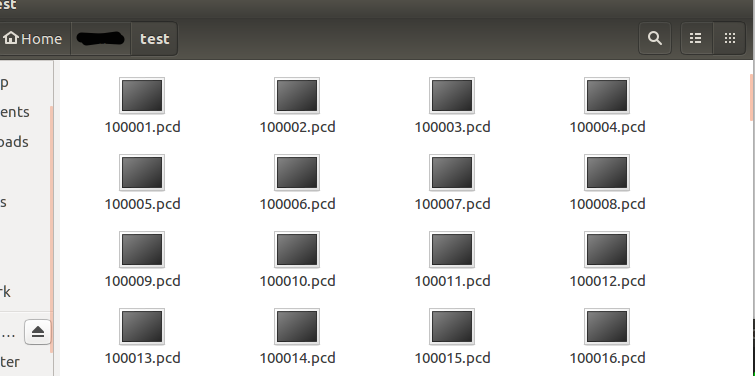 est
Home test
p
100001.pcd 100002.pcd 100003.pcd 100004.pcd
ents
oads
100005.pcd 100006.pcd 100007.pcd 100008.pcd
s
100009.pcd 100010.pcd 100011.pcd 100012.pcd
rk
...
100013.pcd 100014.pcd 100015.pcd 100016.pcd
ter